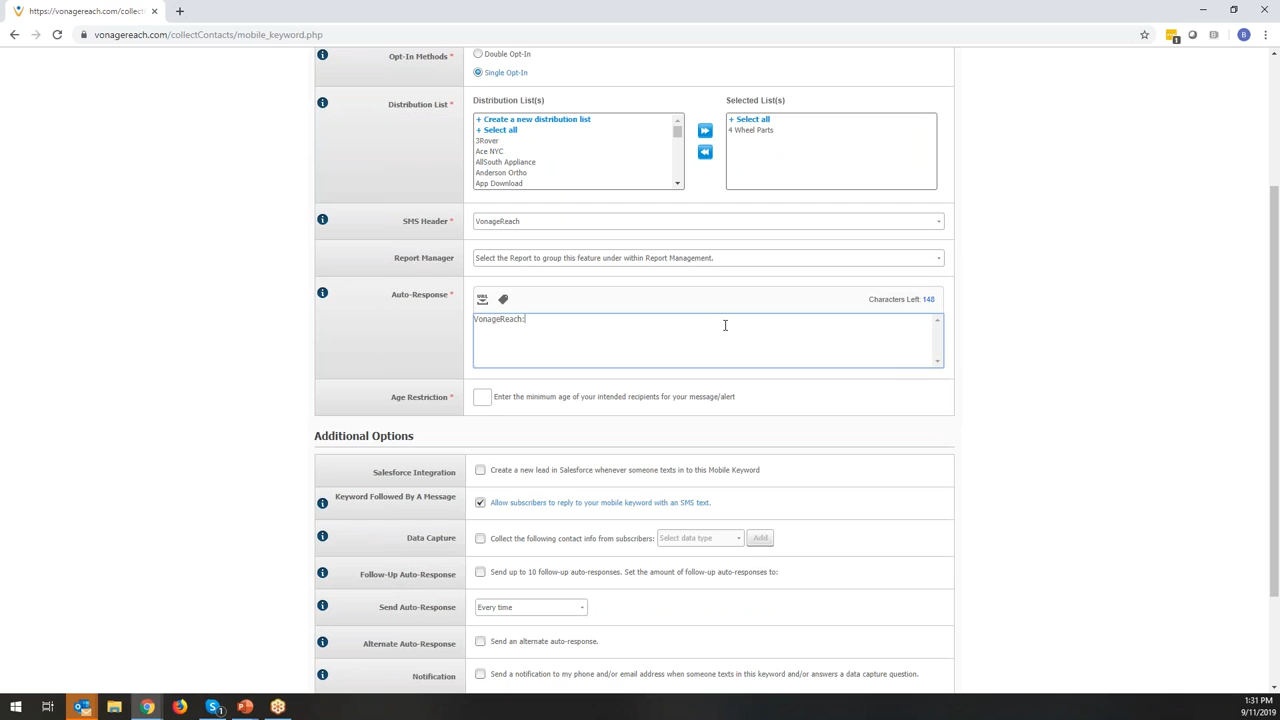 https://vonagereach.com/collect
vonagereach.com/collectContacts/mobile_keyword.php
1
B
Opt-In Methods *
Double Opt-In
Single Opt-In
Distribution List *
Distribution List(s)
Selected List(s)
+ Create a new distribution list
+ Select all
3Rover
Ace NYC
AllSouth Appliance
Anderson Ortho
App Download
+ Select all
4 Wheel Parts
SMS Header *
VonageReach
Report Manager
Select the Report to group this feature under within Report Management.
Auto-Response *
URL
Characters Left: 148
VonageReach:
Age Restriction *
Enter the minimum age of your intended recipients for your message/alert
Additional Options
Salesforce Integration
Create a new lead in Salesforce whenever someone texts in to this Mobile Keyword
Keyword Followed By A Message
Allow subscribers to reply to your mobile keyword with an SMS text.
Data Capture
Collect the following contact info from subscribers:
Select data type
Add
Follow-Up Auto-Response
Send up to 10 follow-up auto-responses. Set the amount of follow-up auto-responses to:
Send Auto-Response
Every time
Alternate Auto-Response
Send an alternate auto-response.
Notification
Send a notification to my phone and/or email address when someone texts in this keyword and/or answers a data capture question.
1:31 PM
9/11/2019